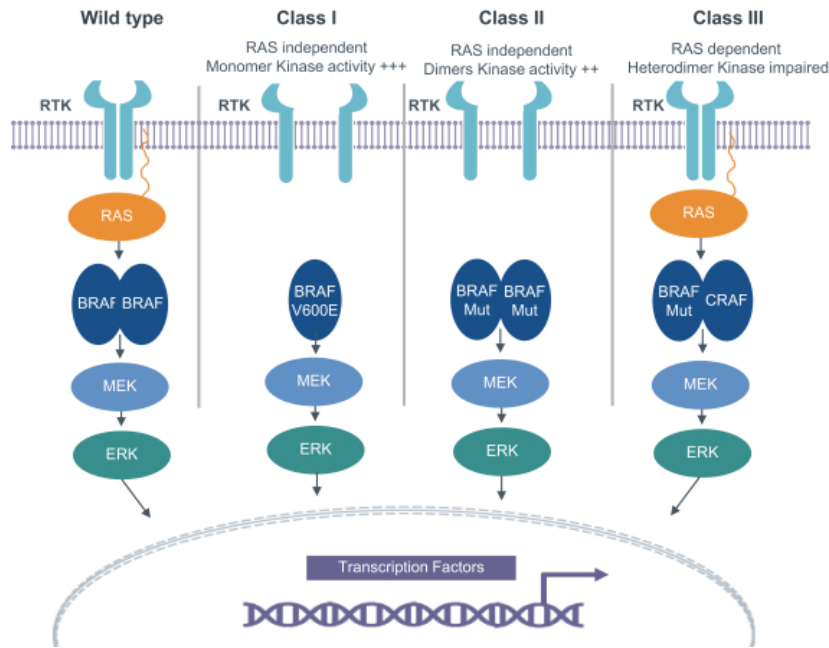 Wild type
Class I
Class II
Class III
RAS independent
Monomer Kinase activity +++
RAS independent
Dimers Kinase activity ++
RAS dependent
Heterodimer Kinase impaired
RTK
RTK
RTK
RTK
RAS
RAS
BRAF
BRAF
BRAF
V600E
BRAF
Mut
BRAF
Mut
BRAF
Mut
CRAF
MEK
MEK
MEK
MEK
ERK
ERK
ERK
ERK
Transcription Factors